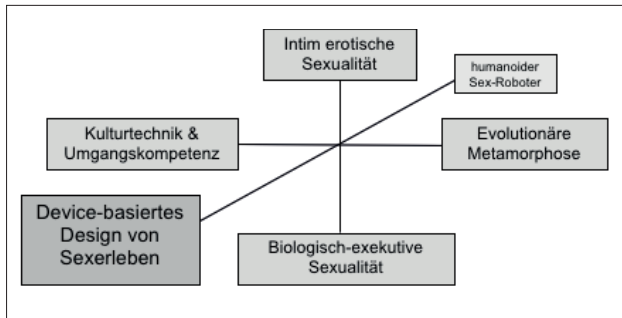 Intim erotische
Sexualität
humanoider
Sex-Roboter
Kulturtechnik &
Umgangskompetenz
Evolutionäre
Metamorphose
Device-basiertes
Design von
Sexerleben
Biologisch-exekutive
Sexualität